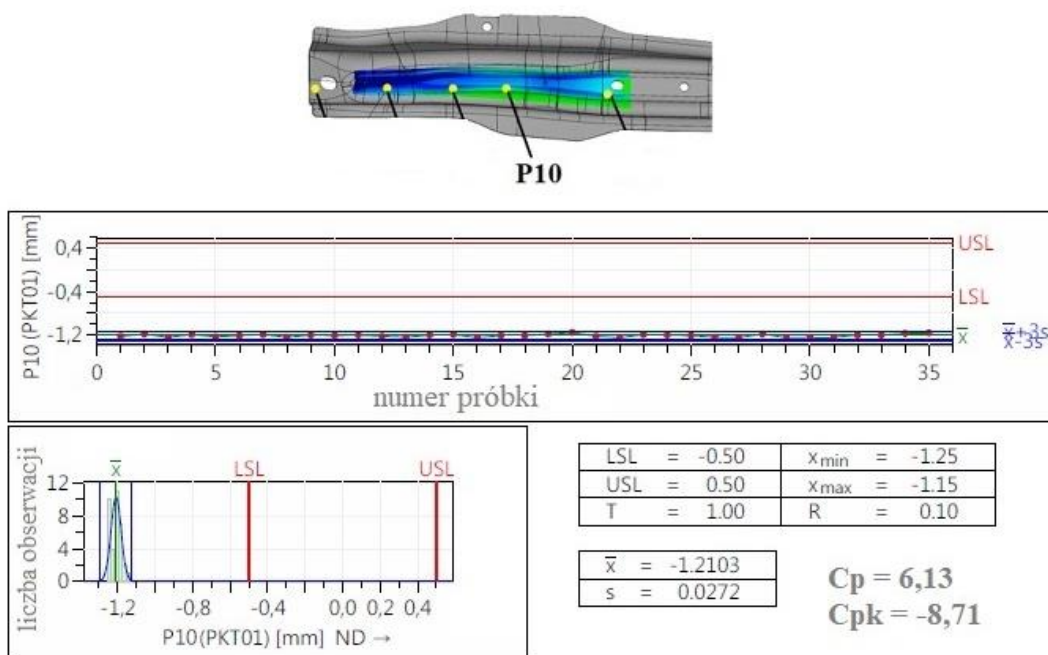 P10
P10(PKT01) [mm]
0,4
-0,4
-1,2
USL
LSL
x̄
x̄+3s
x̄-3s
0 5 10 15 20 25 30 35
numer próbki
liczba obserwacji
x̄ LSL USL
12
8
4
0
-1,2 -0,8 -0,4 0,0 0,2 0,4
P10(PKT01) [mm] ND →
LSL = -0.50 xmin = -1.25
USL = 0.50 xmax = -1.15
T = 1.00 R = 0.10
x̄ = -1.2103
s = 0.0272
Cp = 6,13
Cpk = -8,71